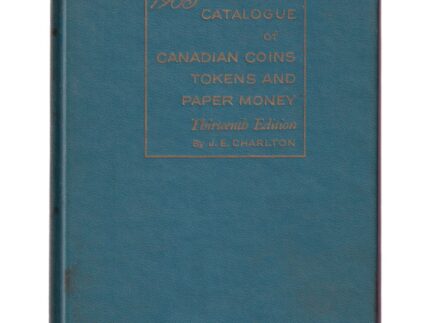 CATALOGUE
of
CANADIAN COINS
TOKENS AND
PAPER MONEY
Thirteenth Edition
By J. E. CHARLTON